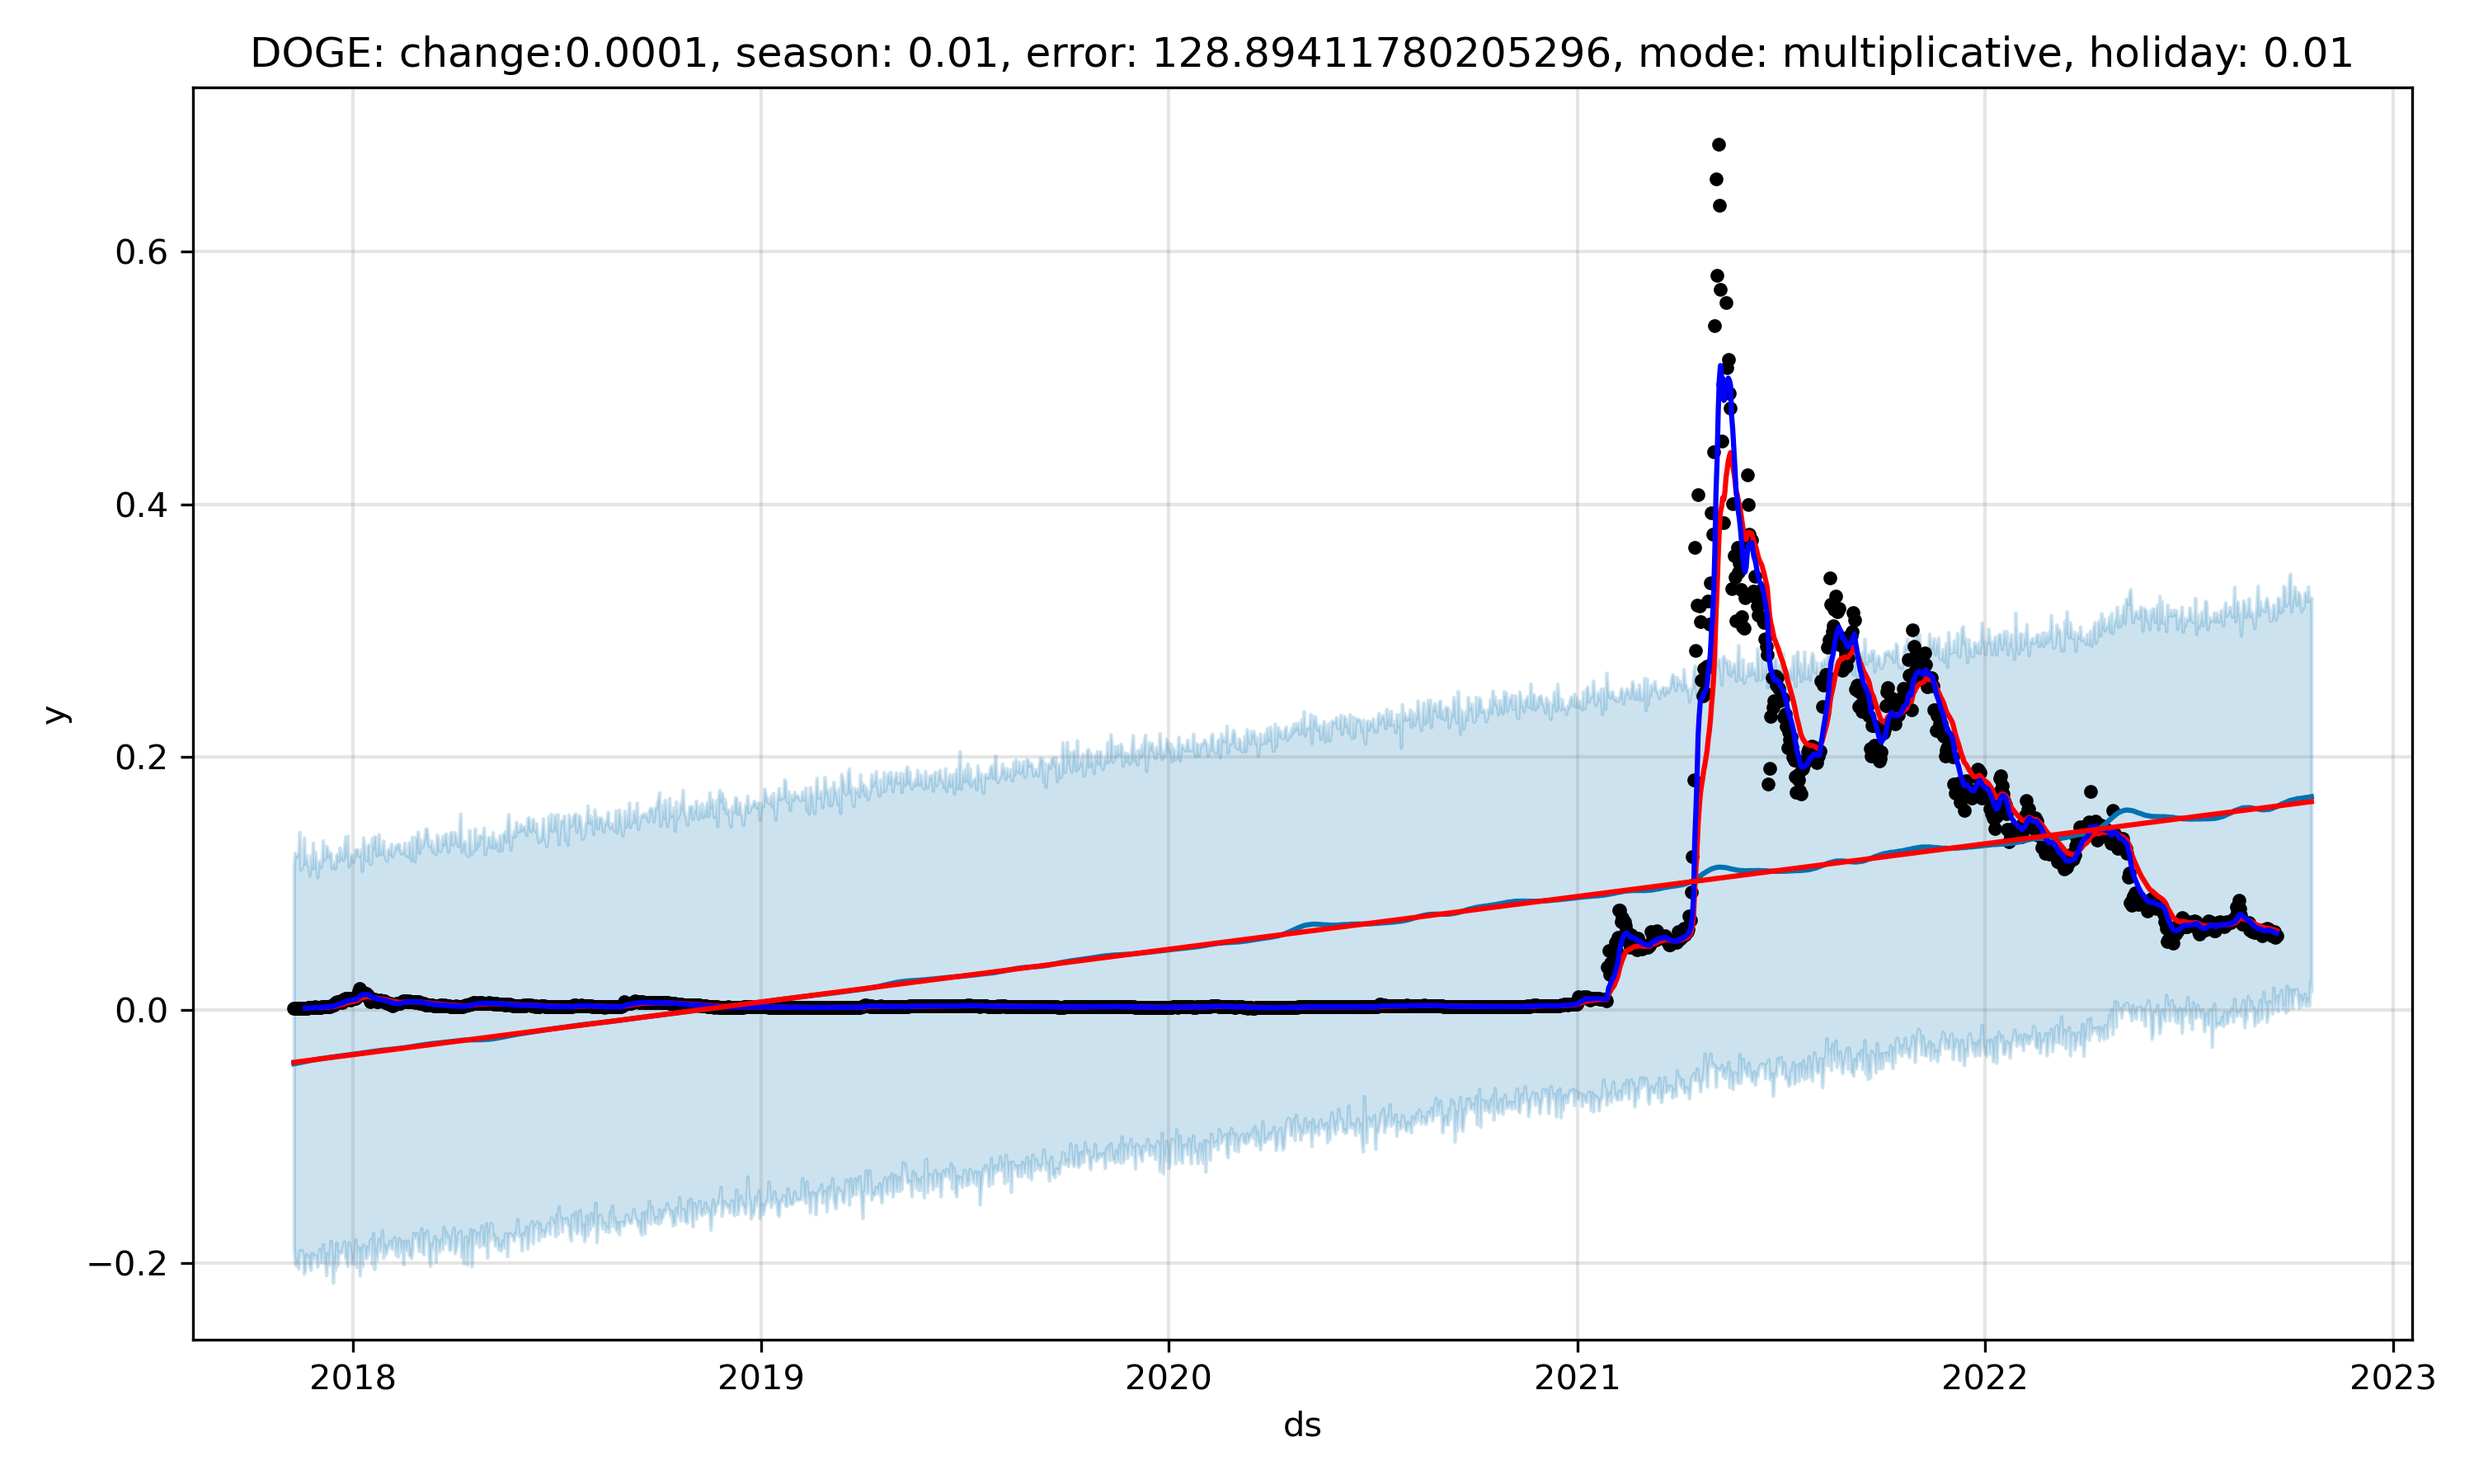 DOGE: change:0.0001, season: 0.01, error: 128.89411780205296, mode: multiplicative, holiday: 0.01
0.6
0.4
0.2
0.0
−0.2
y
2018 2019 2020 2021 2022 2023
ds